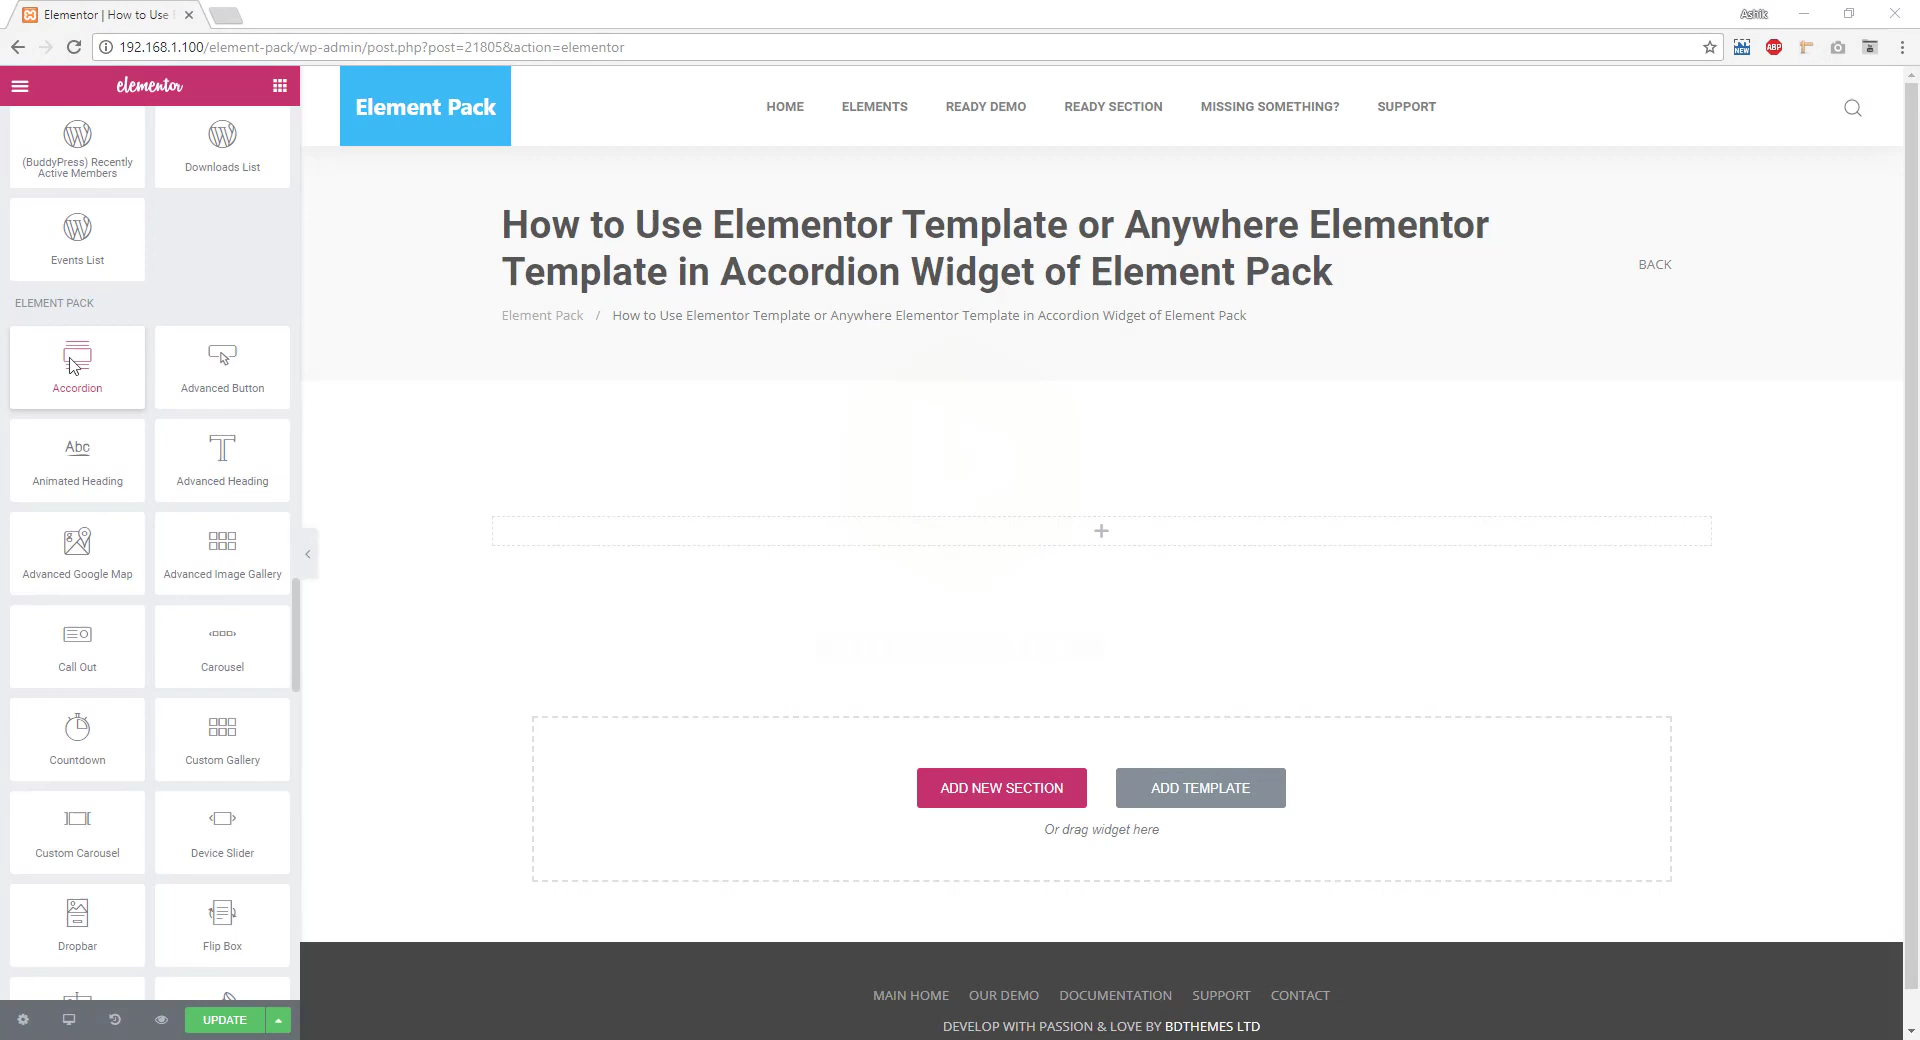 Elementor | How to Use
Ashik
192.168.1.100/element-pack/wp-admin/post.php?post=21805&action=elementor
NEW
ABP
elementor
(BuddyPress) Recently
Active Members
Downloads List
Events List
ELEMENT PACK
Accordion
Advanced Button
Abc
Animated Heading
T
Advanced Heading
Advanced Google Map
Advanced Image Gallery
Call Out
Carousel
Countdown
Custom Gallery
Custom Carousel
Device Slider
Dropbar
Flip Box
UPDATE
Element Pack
HOME
ELEMENTS
READY DEMO
READY SECTION
MISSING SOMETHING?
SUPPORT
How to Use Elementor Template or Anywhere Elementor
Template in Accordion Widget of Element Pack
BACK
Element Pack / How to Use Elementor Template or Anywhere Elementor Template in Accordion Widget of Element Pack
ADD NEW SECTION
ADD TEMPLATE
Or drag widget here
MAIN HOME
OUR DEMO
DOCUMENTATION
SUPPORT
CONTACT
DEVELOP WITH PASSION & LOVE BY BDTHEMES LTD